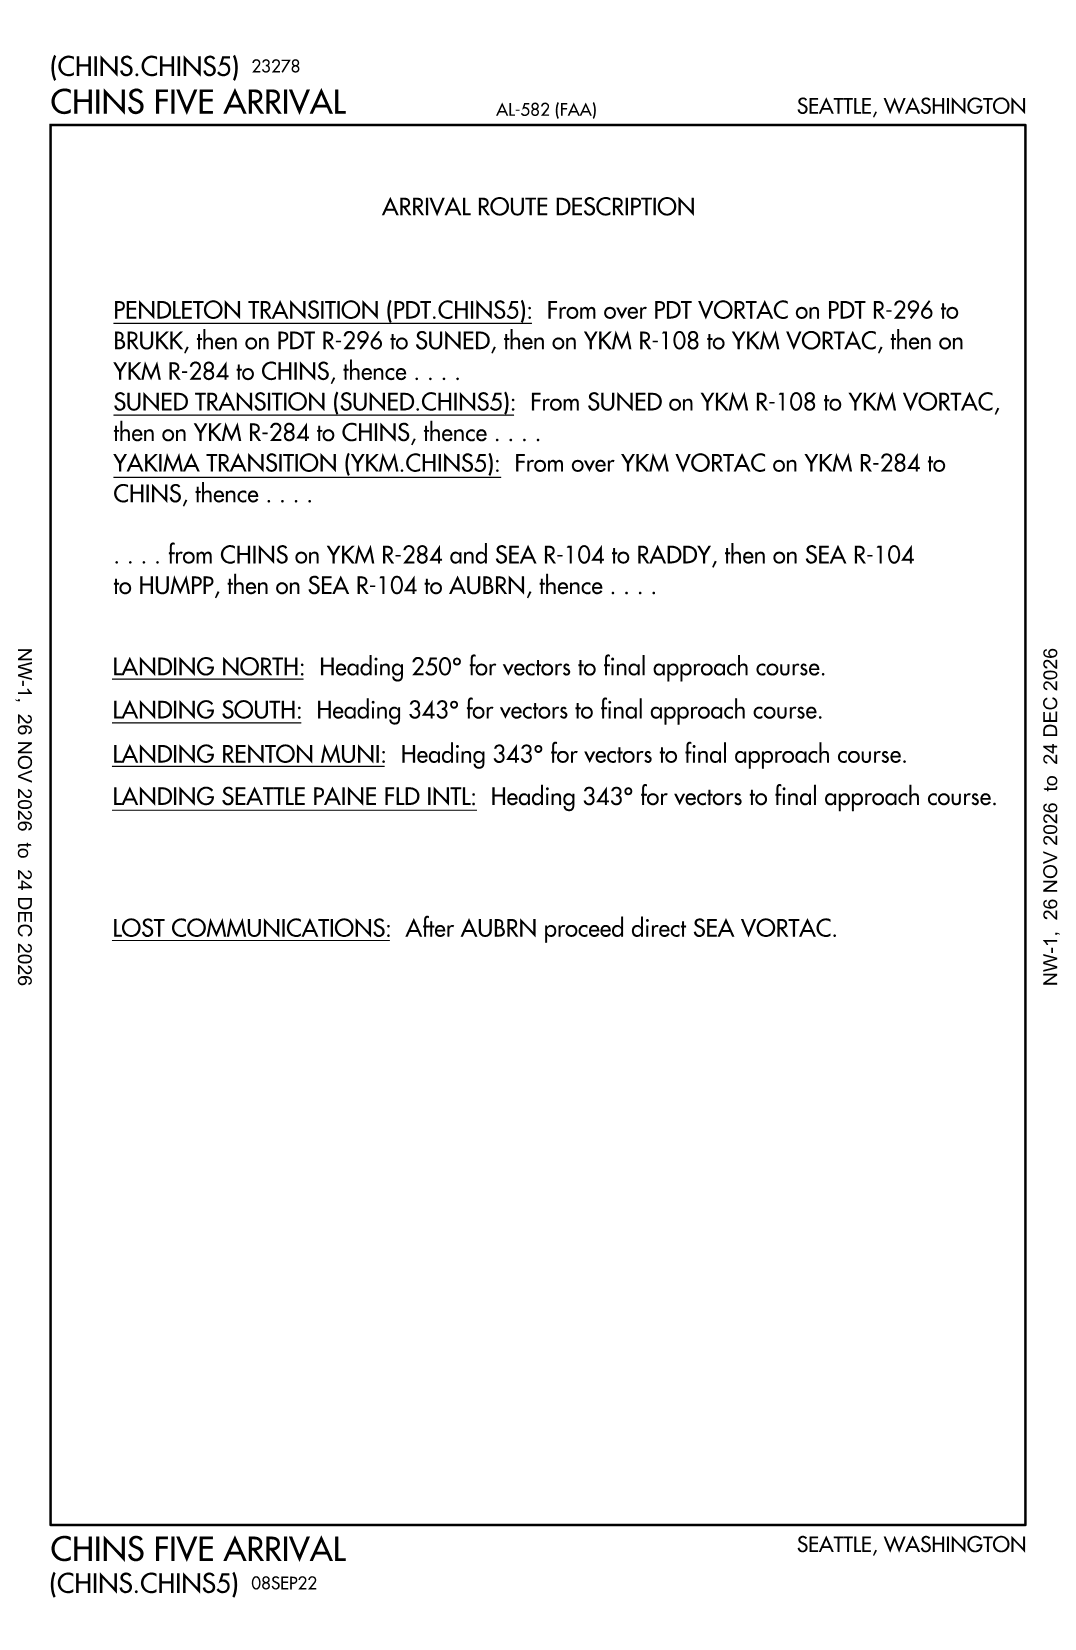 (CHINS.CHINS5) 23278
CHINS FIVE ARRIVAL
AL-582 (FAA)
SEATTLE, WASHINGTON
ARRIVAL ROUTE DESCRIPTION
PENDLETON TRANSITION (PDT.CHINS5): From over PDT VORTAC on PDT R-296 to
BRUKK, then on PDT R-296 to SUNED, then on YKM R-108 to YKM VORTAC, then on
YKM R-284 to CHINS, thence . . . .
SUNED TRANSITION (SUNED.CHINS5): From SUNED on YKM R-108 to YKM VORTAC,
then on YKM R-284 to CHINS, thence . . . .
YAKIMA TRANSITION (YKM.CHINS5): From over YKM VORTAC on YKM R-284 to
CHINS, thence . . . .
. . . . from CHINS on YKM R-284 and SEA R-104 to RADDY, then on SEA R-104
to HUMPP, then on SEA R-104 to AUBRN, thence . . . .
LANDING NORTH: Heading 250° for vectors to final approach course.
LANDING SOUTH: Heading 343° for vectors to final approach course.
LANDING RENTON MUNI: Heading 343° for vectors to final approach course.
LANDING SEATTLE PAINE FLD INTL: Heading 343° for vectors to final approach course.
LOST COMMUNICATIONS: After AUBRN proceed direct SEA VORTAC.
NW-1, 26 NOV 2026 to 24 DEC 2026
NW-1, 26 NOV 2026 to 24 DEC 2026
CHINS FIVE ARRIVAL
(CHINS.CHINS5) 08SEP22
SEATTLE, WASHINGTON